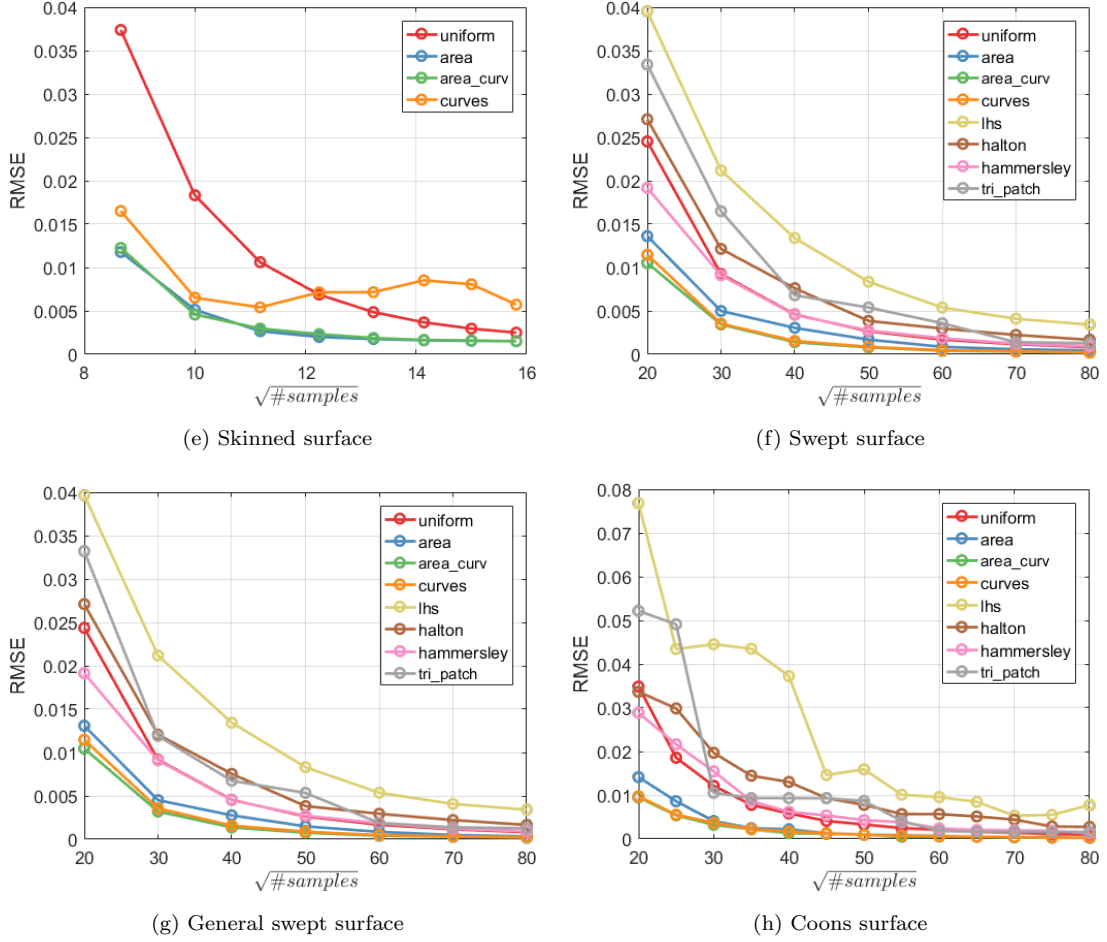 0.04
0.035
0.03
0.025
0.02
0.015
0.01
0.005
0
RMSE
8
10
12
14
16
√#samples
uniform
area
area_curv
curves
(e) Skinned surface
0.04
0.035
0.03
0.025
0.02
0.015
0.01
0.005
0
RMSE
20
30
40
50
60
70
80
√#samples
uniform
area
area_curv
curves
lhs
halton
hammersley
tri_patch
(f) Swept surface
0.04
0.035
0.03
0.025
0.02
0.015
0.01
0.005
0
RMSE
20
30
40
50
60
70
80
√#samples
uniform
area
area_curv
curves
lhs
halton
hammersley
tri_patch
(g) General swept surface
0.08
0.07
0.06
0.05
0.04
0.03
0.02
0.01
0
RMSE
20
30
40
50
60
70
80
√#samples
uniform
area
area_curv
curves
lhs
halton
hammersley
tri_patch
(h) Coons surface